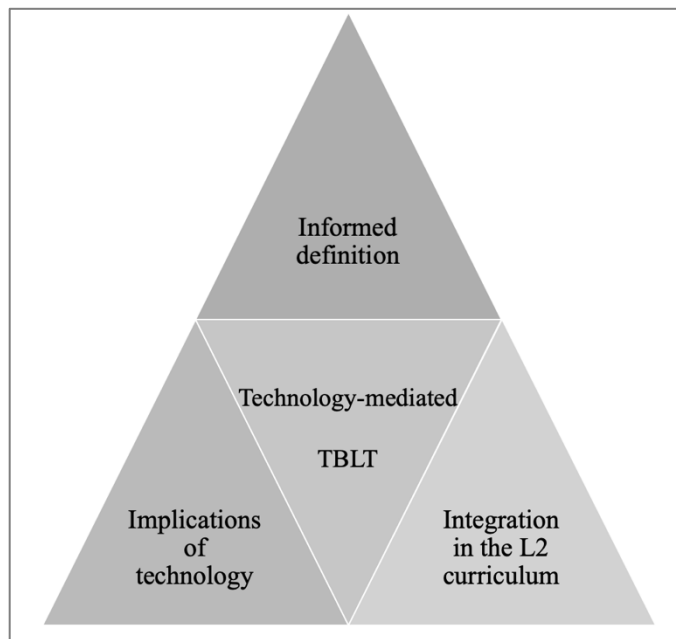 Informed
definition
Technology-mediated
TBLT
Implications
of
technology
Integration
in the L2
curriculum